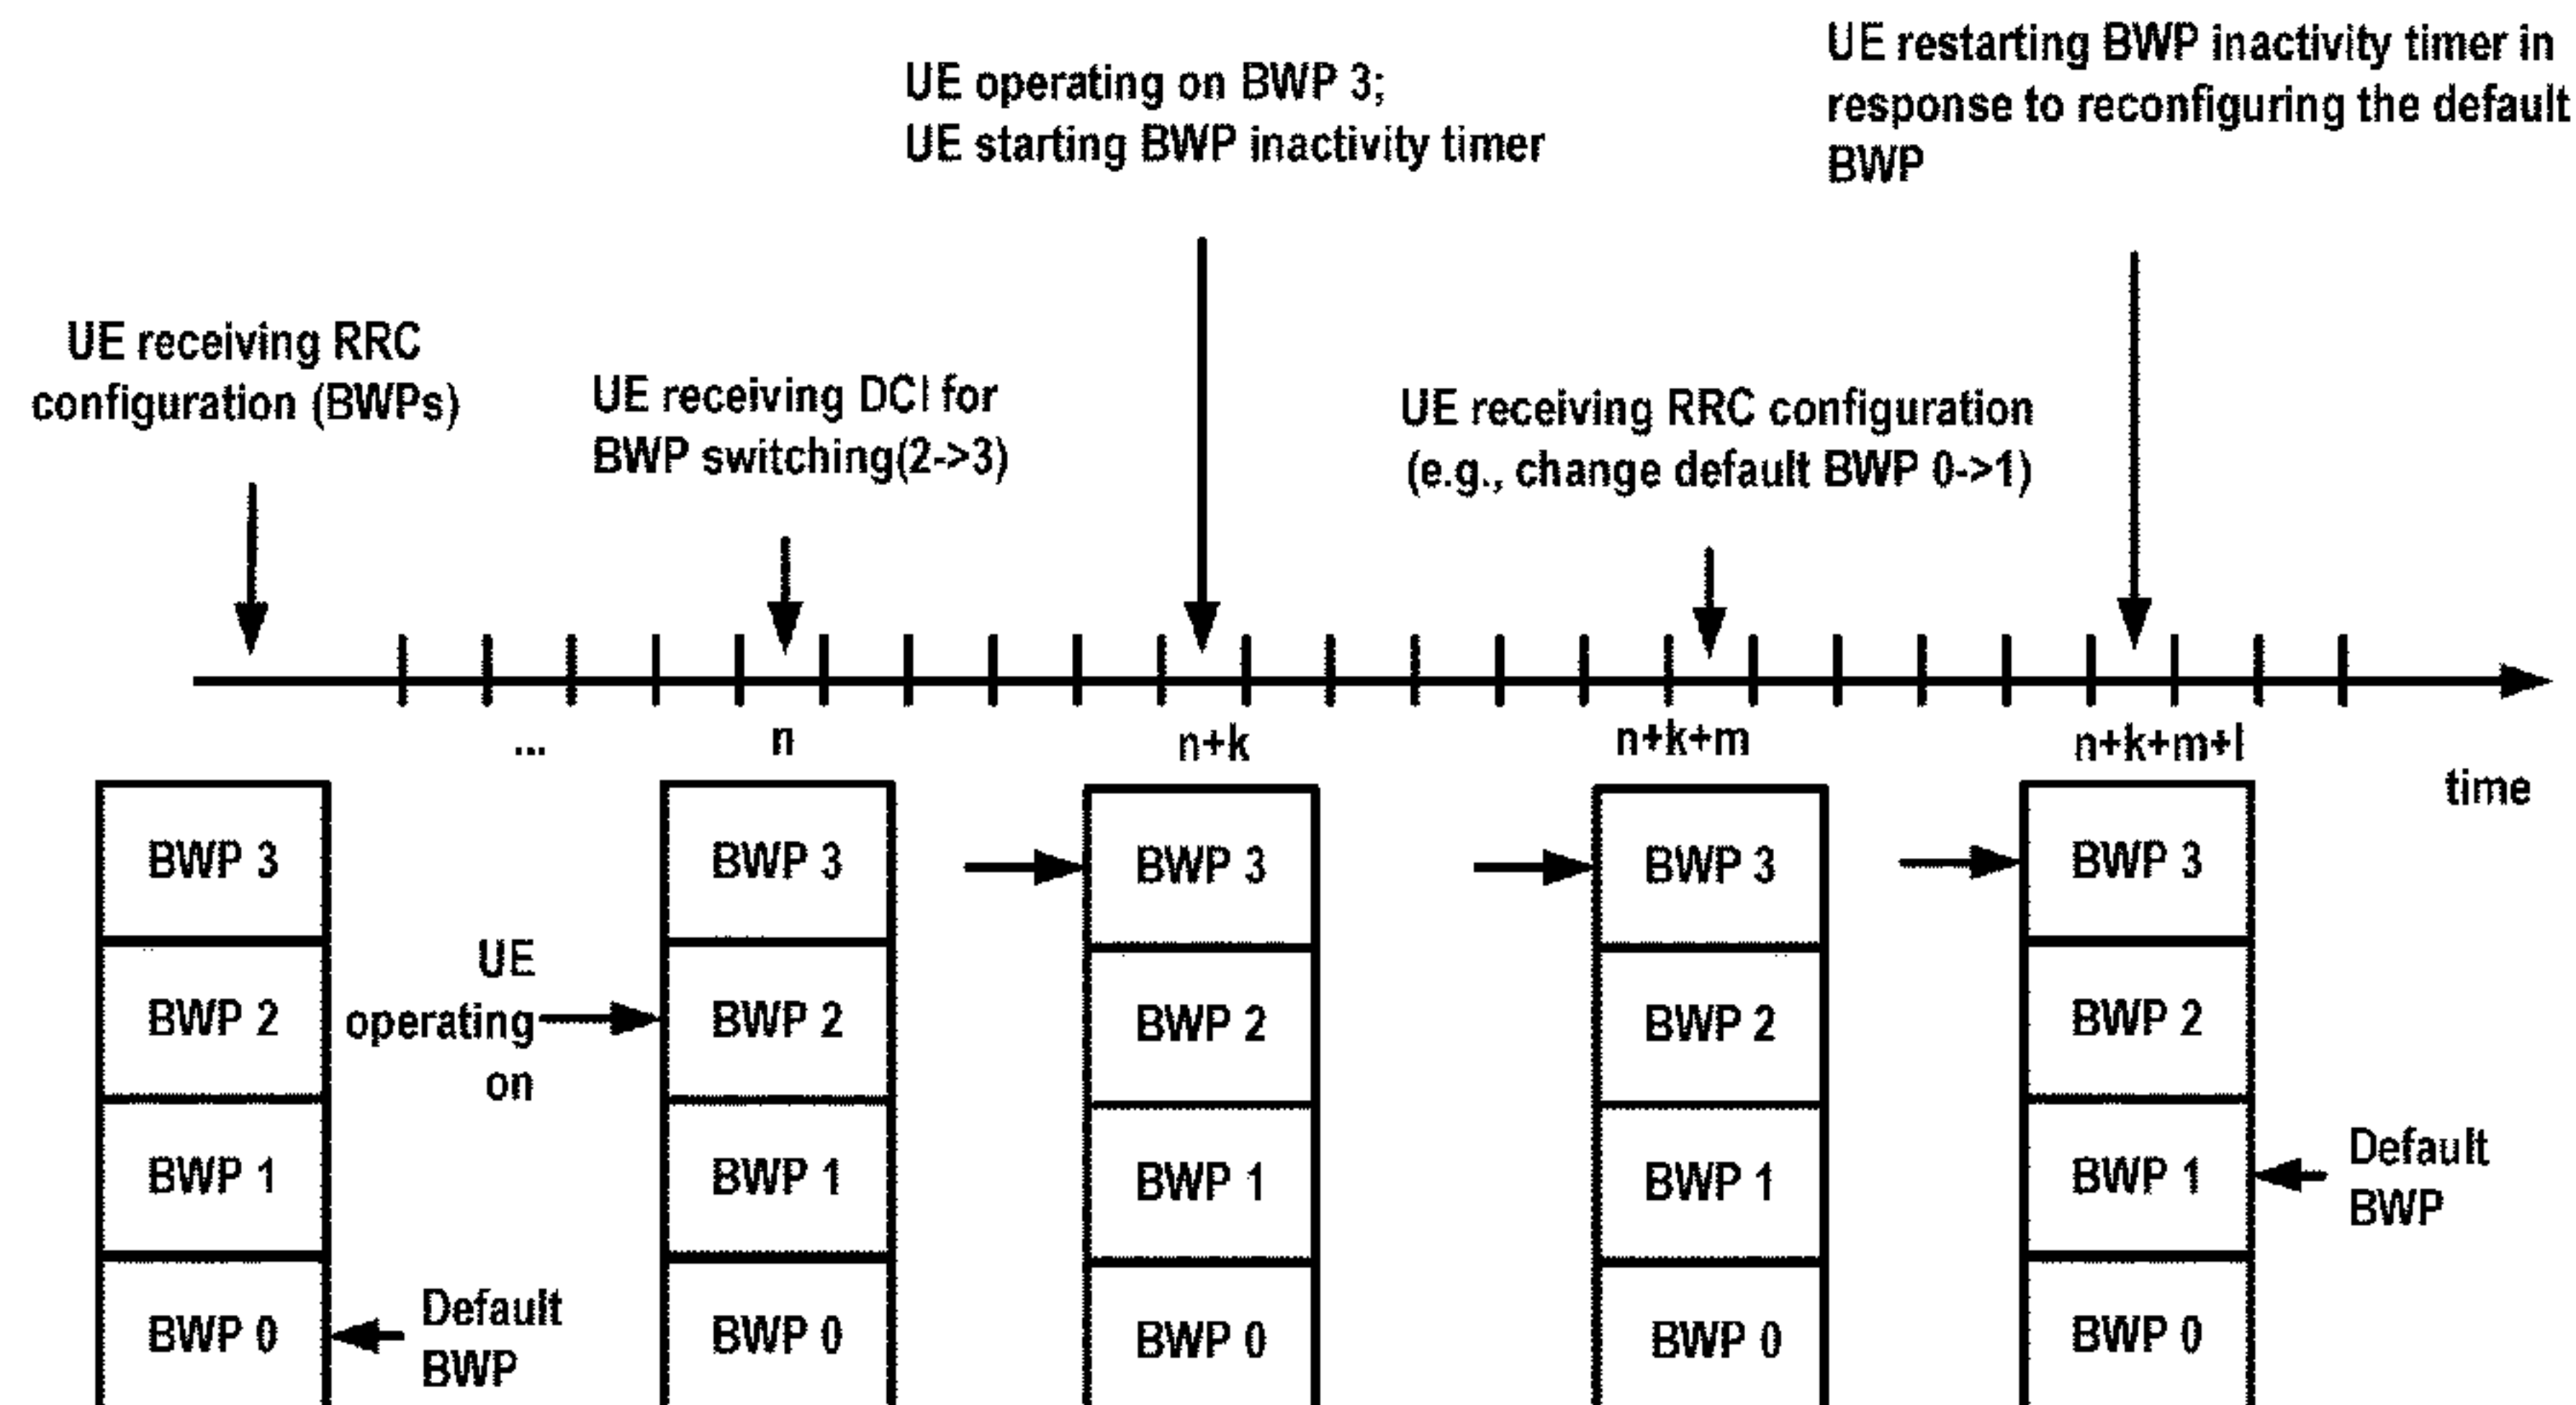 UE restarting BWP inactivity timer in
response to reconfiguring the default
BWP
UE operating on BWP 3;
UE starting BWP inactivity timer
UE receiving RRC
configuration (BWPs)
UE receiving DCI for
BWP switching(2->3)
UE receiving RRC configuration
(e.g., change default BWP 0->1)
...
n
n+k
n+k+m
n+k+m+l
time
BWP 3
BWP 2
BWP 1
BWP 0
Default
BWP
UE
operating
on
BWP 3
BWP 2
BWP 1
BWP 0
BWP 3
BWP 2
BWP 1
BWP 0
BWP 3
BWP 2
BWP 1
BWP 0
BWP 3
BWP 2
BWP 1
BWP 0
Default
BWP